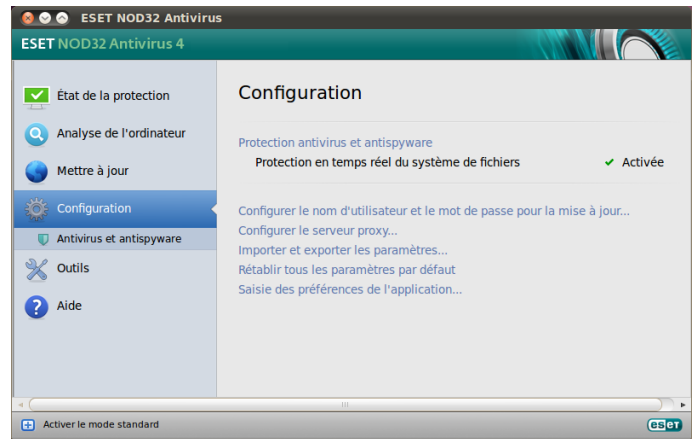 ESET NOD32 Antivirus
ESET NOD32 Antivirus 4
État de la protection
Analyse de l'ordinateur
Mettre à jour
Configuration
Antivirus et antispyware
Outils
Aide
Configuration
Protection antivirus et antispyware
Protection en temps réel du système de fichiers Activée
Configurer le nom d'utilisateur et le mot de passe pour la mise à jour...
Configurer le serveur proxy...
Importer et exporter les paramètres...
Rétablir tous les paramètres par défaut
Saisie des préférences de l'application...
Activer le mode standard
eseT